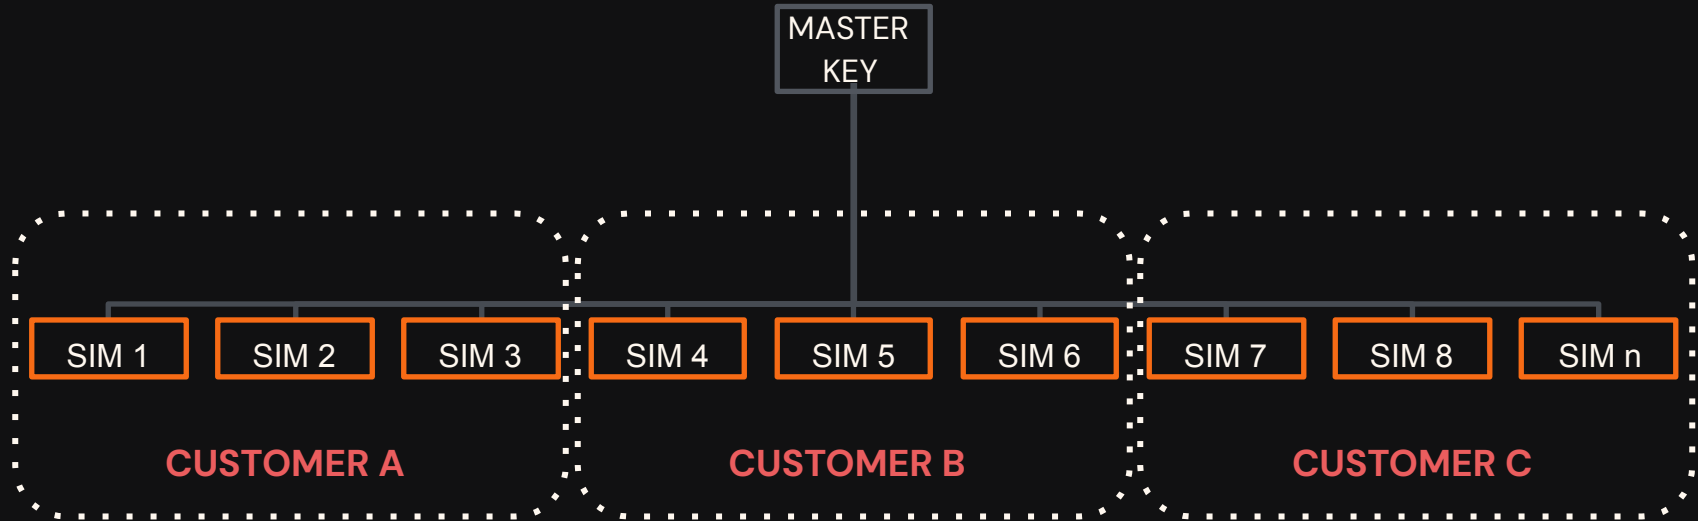 MASTER
KEY
SIM 1
SIM 2
SIM 3
SIM 4
SIM 5
SIM 6
SIM 7
SIM 8
SIM n
CUSTOMER A
CUSTOMER B
CUSTOMER C